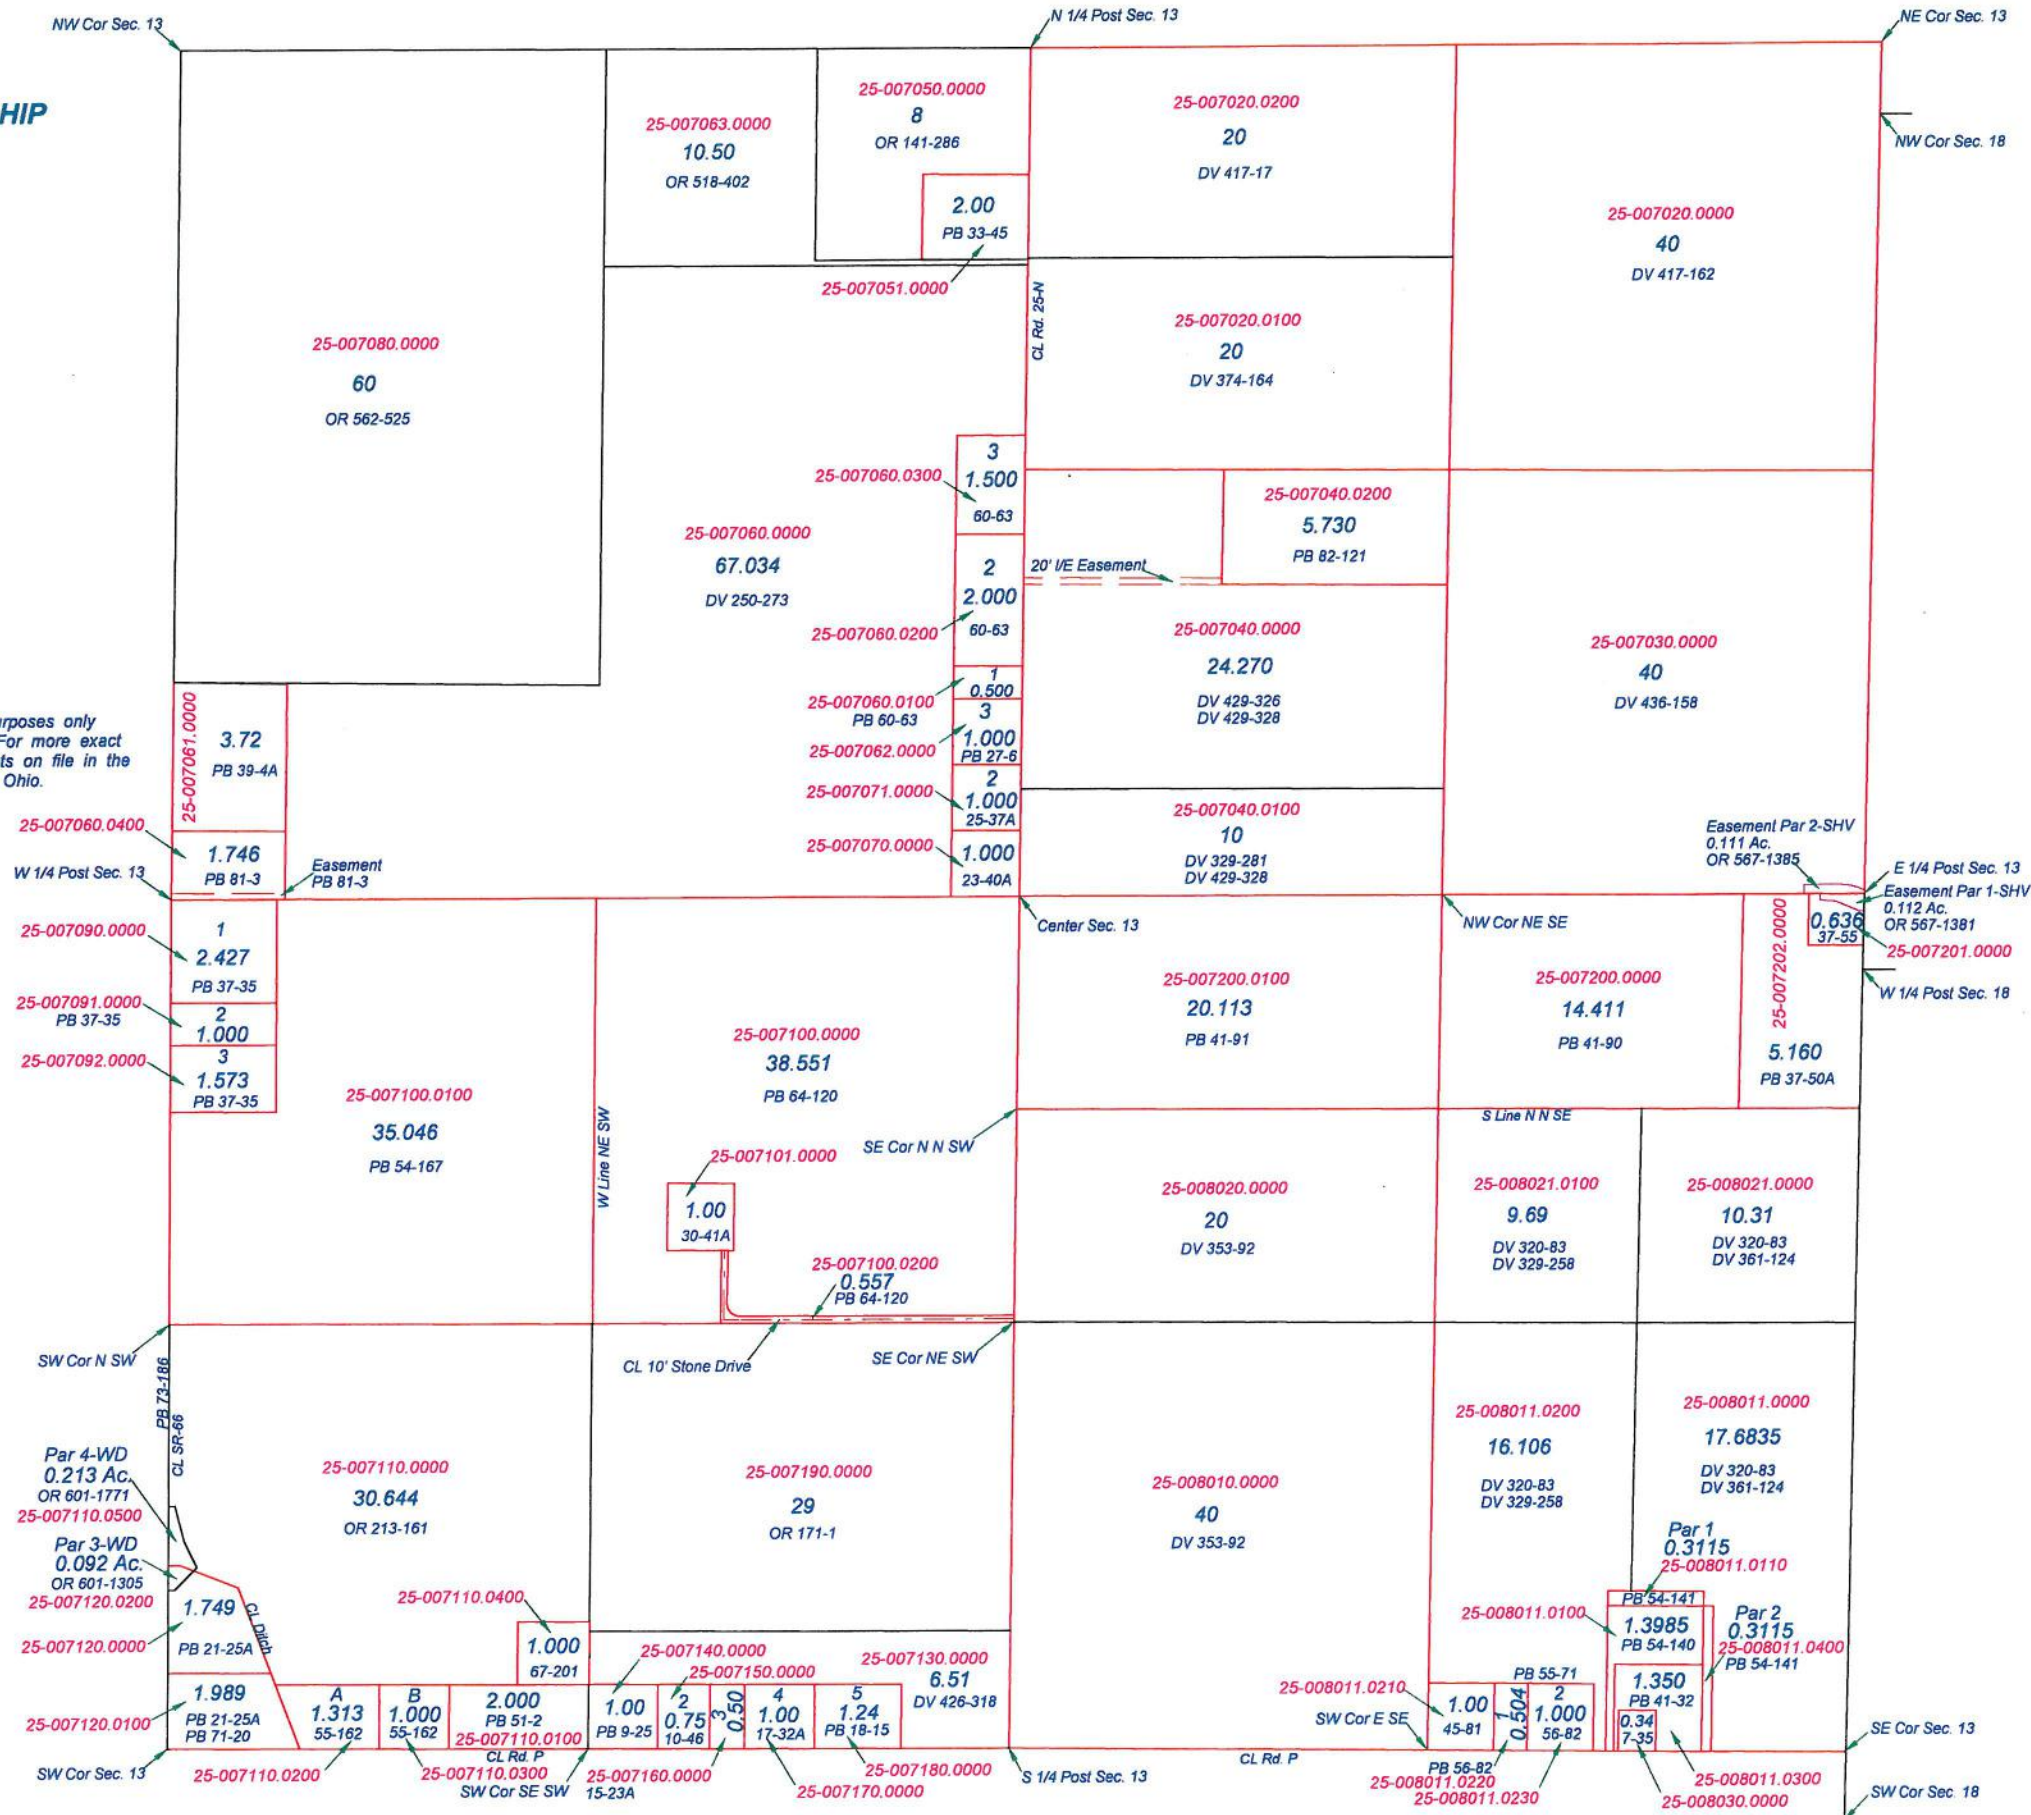 NW Cor Sec. 13
N 1/4 Post Sec. 13
NE Cor Sec. 13
HIP
NW Cor Sec. 18
25-007063.0000
10.50
OR 518-402
25-007050.0000
8
OR 141-286
2.00
PB 33-45
25-007051.0000
25-007020.0200
20
DV 417-17
25-007020.0000
40
DV 417-162
25-007080.0000
60
OR 562-525
CL Rd. 25-N
25-007020.0100
20
DV 374-164
25-007060.0300
3
1.500
60-63
25-007060.0000
67.034
DV 250-273
2
2.000
60-63
25-007060.0200
1
0.500
25-007060.0100
PB 60-63
3
1.000
PB 27-6
25-007062.0000
2
1.000
25-37A
25-007071.0000
25-007070.0000
1.000
23-40A
25-007040.0200
5.730
PB 82-121
20' I/E Easement
25-007040.0000
24.270
DV 429-326
DV 429-328
25-007030.0000
40
DV 436-158
25-007040.0100
10
DV 329-281
DV 429-328
rposes only
For more exact
ts on file in the
Ohio.
25-007061.0000
3.72
PB 39-4A
25-007060.0400
1.746
PB 81-3
W 1/4 Post Sec. 13
Easement
PB 81-3
Easement Par 2-SHV
0.111 Ac.
OR 567-1385
E 1/4 Post Sec. 13
Easement Par 1-SHV
0.112 Ac.
OR 567-1381
0.636
37-55
25-007201.0000
W 1/4 Post Sec. 18
Center Sec. 13
NW Cor NE SE
25-007090.0000
1
2.427
PB 37-35
25-007091.0000
PB 37-35
2
1.000
25-007092.0000
3
1.573
PB 37-35
25-007100.0100
35.046
PB 54-167
W Line NE SW
25-007100.0000
38.551
PB 64-120
SE Cor N N SW
25-007101.0000
1.00
30-41A
25-007100.0200
0.557
PB 64-120
25-007200.0100
20.113
PB 41-91
25-007200.0000
14.411
PB 41-90
25-007202.0000
5.160
PB 37-50A
S Line N N SE
25-008020.0000
20
DV 353-92
25-008021.0100
9.69
DV 320-83
DV 329-258
25-008021.0000
10.31
DV 320-83
DV 361-124
SW Cor N SW
CL 10' Stone Drive
SE Cor NE SW
PB 73-186
CL SR-66
Par 4-WD
0.213 Ac.
OR 601-1771
25-007110.0500
Par 3-WD
0.092 Ac.
OR 601-1305
25-007120.0200
25-007120.0000
1.749
PB 21-25A
CL Ditch
25-007110.0000
30.644
OR 213-161
25-007110.0400
1.000
67-201
25-007190.0000
29
OR 171-1
25-008010.0000
40
DV 353-92
25-008011.0200
16.106
DV 320-83
DV 329-258
25-008011.0000
17.6835
DV 320-83
DV 361-124
Par 1
0.3115
25-008011.0110
PB 54-141
25-008011.0100
1.3985
PB 54-140
Par 2
0.3115
25-008011.0400
PB 54-141
1.350
PB 41-32
0.34
7-35
1.989
PB 21-25A
PB 71-20
25-007120.0100
SW Cor Sec. 13
A
1.313
55-162
B
1.000
55-162
2.000
PB 51-2
25-007110.0100
CL Rd. P
25-007110.0200
25-007110.0300
SW Cor SE SW
25-007140.0000
25-007150.0000
25-007130.0000
6.51
DV 426-318
1.00
PB 9-25
2
0.75
10-46
3
0.50
4
1.00
17-32A
5
1.24
PB 18-15
25-007160.0000
15-23A
25-007180.0000
25-007170.0000
S 1/4 Post Sec. 13
CL Rd. P
25-008011.0210
SW Cor E SE
PB 55-71
1.00
45-81
1
0.504
2
1.000
56-82
PB 56-82
25-008011.0220
25-008011.0230
25-008011.0300
25-008030.0000
SE Cor Sec. 13
SW Cor Sec. 18